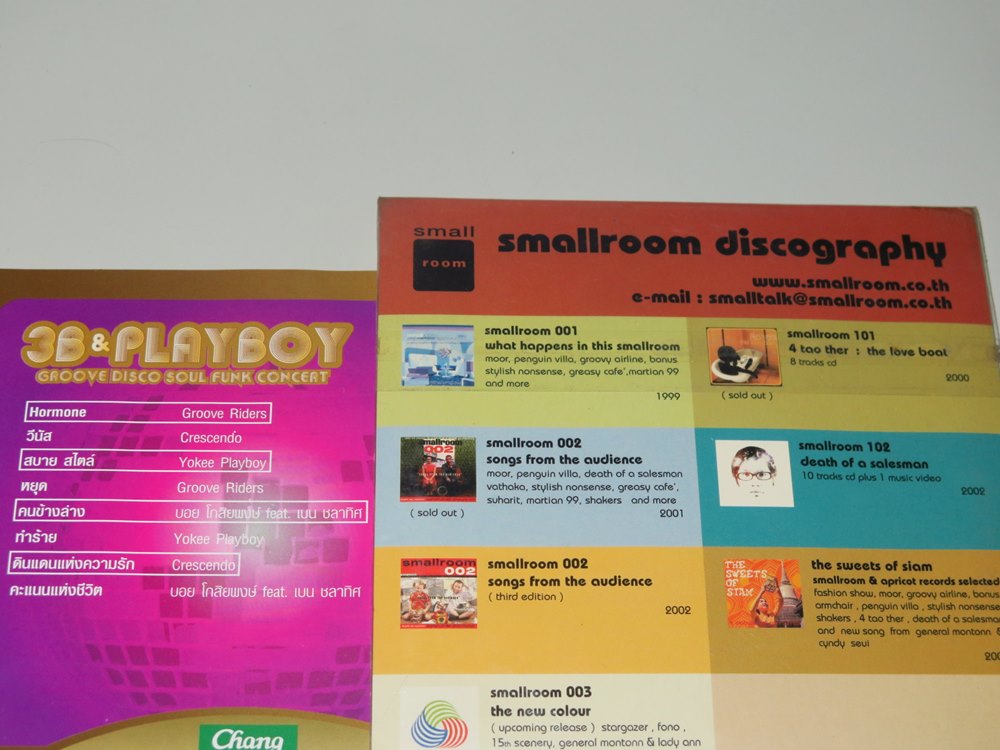 3B & PLAYBOY
GROOVE DISCO SOUL FUNK CONCERT
Hormone Groove Riders
วีนัส Crescendo
สบาย สไตล์ Yokee Playboy
หยุด Groove Riders
คนข้างล่าง บอย โกสิยพงษ์ feat. เบน ชลาทิศ
ทำร้าย Yokee Playboy
ดินแดนแห่งความรัก Crescendo
คะแนนแห่งชีวิต บอย โกสิยพงษ์ feat. เบน ชลาทิศ
Chang
small
room
smallroom discography
www.smallroom.co.th
e-mail : smalltalk@smallroom.co.th
smallroom 001
what happens in this smallroom
moor, penguin villa, groovy airline, bonus
stylish nonsense, greasy cafe', martian 99
and more
1999
smallroom 101
4 tao ther : the love boat
8 tracks cd
2000
( sold out )
smallroom
002
smallroom 002
songs from the audience
moor, penguin villa, death of a salesman
vathaka, stylish nonsense, greasy cafe',
suharit, martian 99, shakers and more
( sold out )
2001
smallroom 102
death of a salesman
10 tracks cd plus 1 music video
2002
smallroom
002
smallroom 002
songs from the audience
( third edition )
2002
THE
SWEETS
OF
SIAM
the sweets of siam
smallroom & apricot records selected
fashion show, moor, groovy airline, bonus
armchair , penguin villa , stylish nonsense
shakers , 4 tao ther , death of a salesman
and new song from general montonn &
cyndy seui
smallroom 003
the new colour
( upcoming release ) stargazer , fono ,
15th scenery, general montonn & lady ann